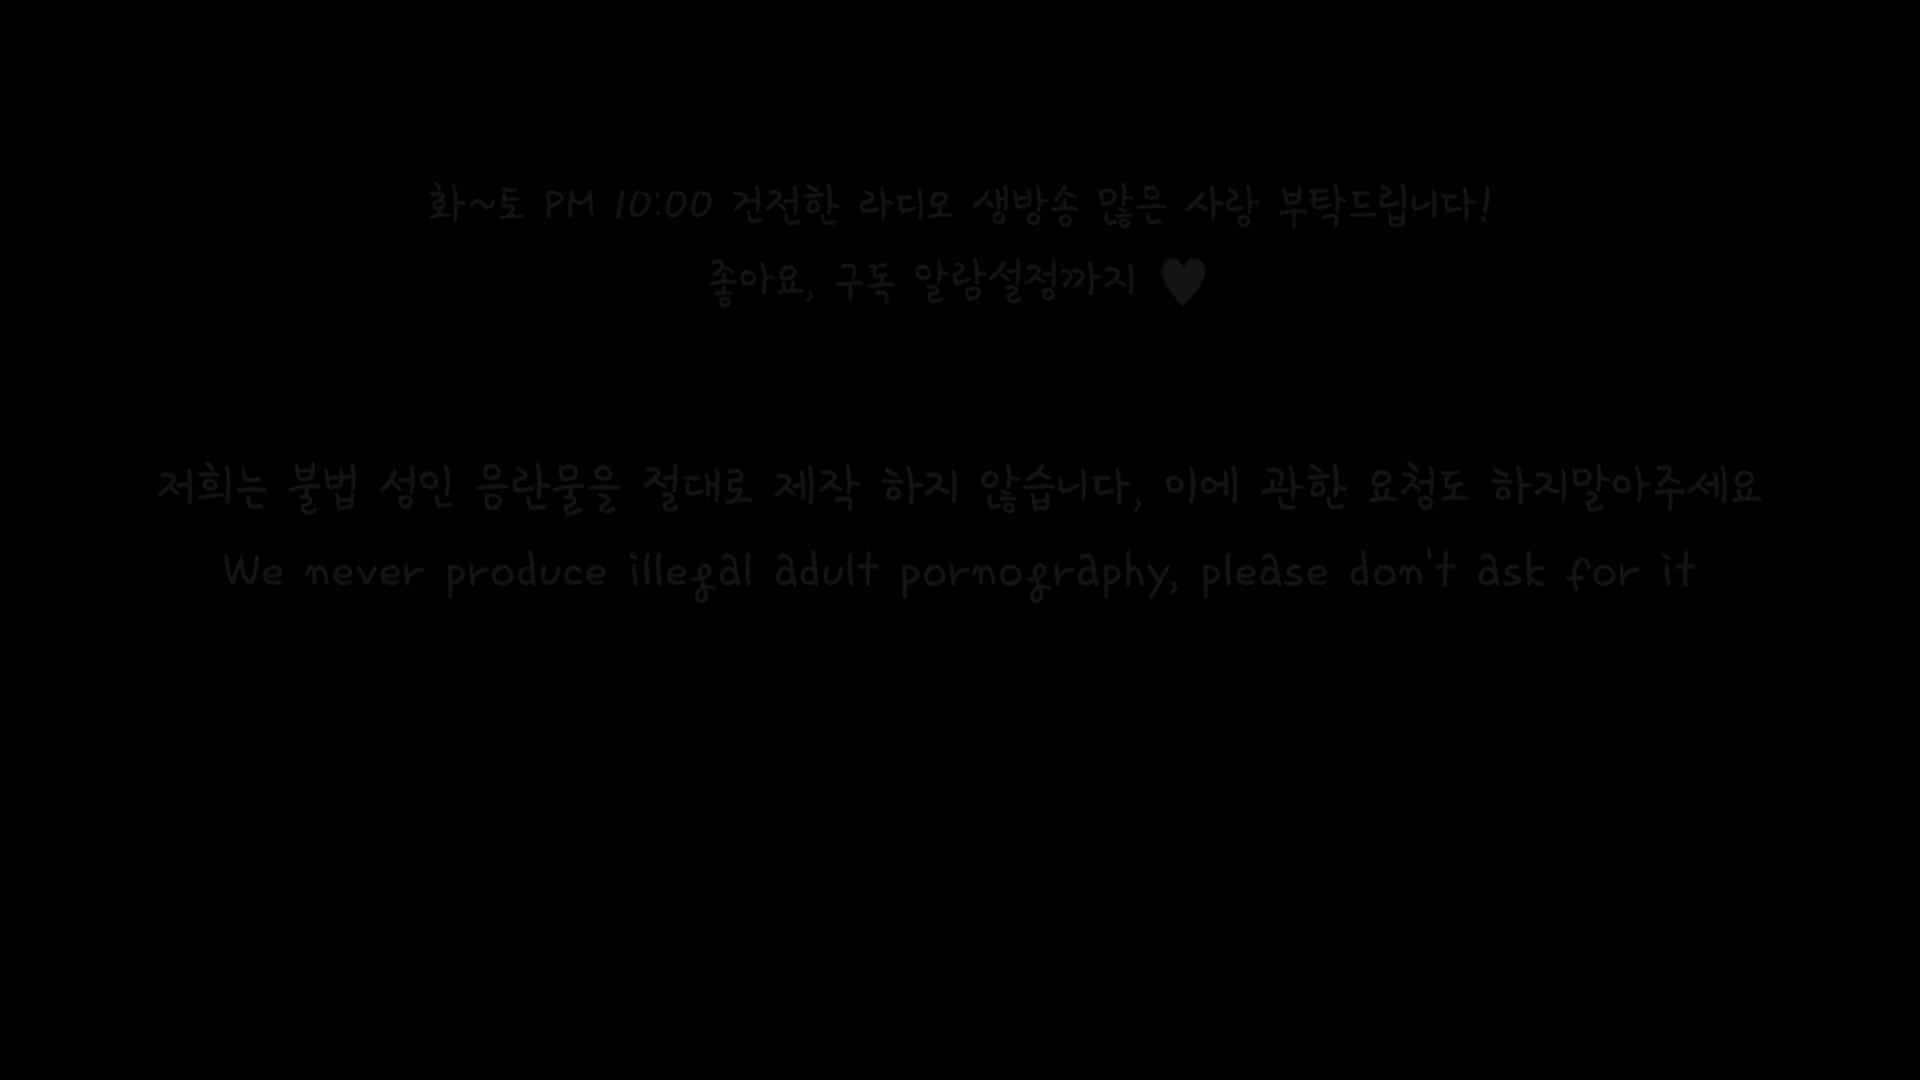 화~토 PM 10:00 건전한 라디오 생방송 많은 사랑 부탁드립니다!
좋아요, 구독 알람설정까지 ♥
저희는 불법 성인 음란물을 절대로 제작 하지 않습니다, 이에 관한 요청도 하지말아주세요
We never produce illegal adult pornography, please don't ask for it